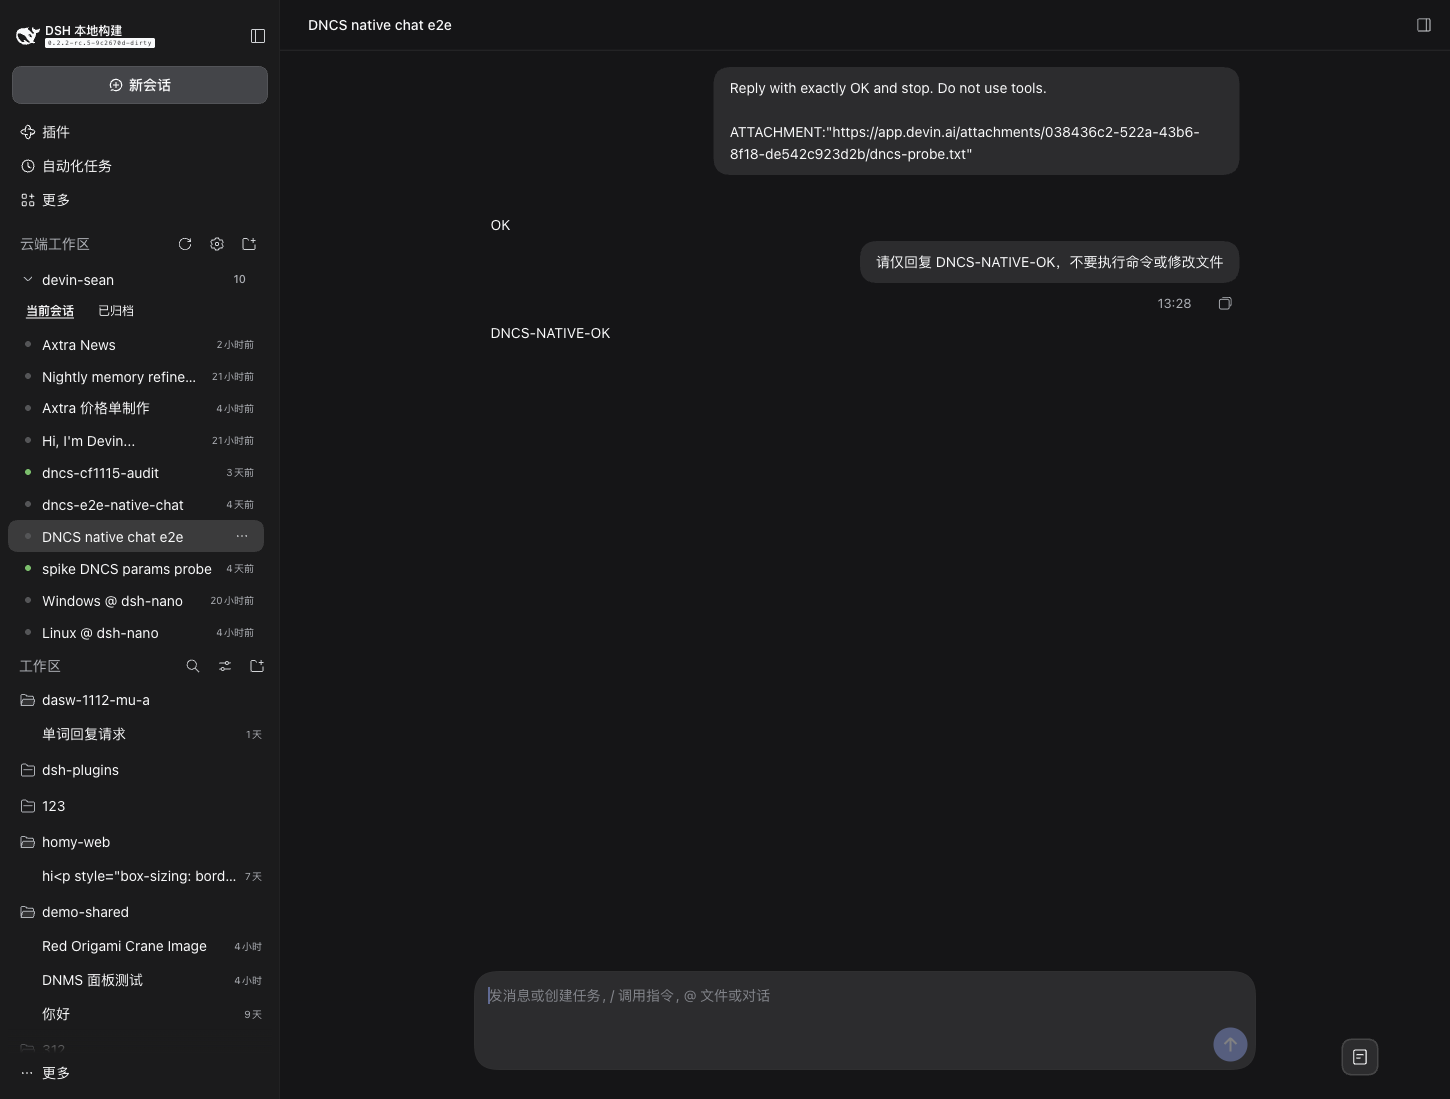 DSH 本地构建
0.2.2-rc.5-9c2670d-dirty
新会话
插件
自动化任务
更多
云端工作区
devin-sean 10
当前会话 已归档
Axtra News 2小时前
Nightly memory refine... 21小时前
Axtra 价格单制作 4小时前
Hi, I'm Devin... 21小时前
dncs-cf1115-audit 3天前
dncs-e2e-native-chat 4天前
DNCS native chat e2e ...
spike DNCS params probe 4天前
Windows @ dsh-nano 20小时前
Linux @ dsh-nano 4小时前
工作区
dasw-1112-mu-a
单词回复请求 1天
dsh-plugins
123
homy-web
hi<p style="box-sizing: bord... 7天
demo-shared
Red Origami Crane Image 4小时
DNMS 面板测试 4小时
你好 9天
312
... 更多
DNCS native chat e2e
Reply with exactly OK and stop. Do not use tools.
ATTACHMENT:"https://app.devin.ai/attachments/038436c2-522a-43b6-
8f18-de542c923d2b/dncs-probe.txt"
OK
请仅回复 DNCS-NATIVE-OK，不要执行命令或修改文件
13:28
DNCS-NATIVE-OK
发消息或创建任务, / 调用指令, @ 文件或对话